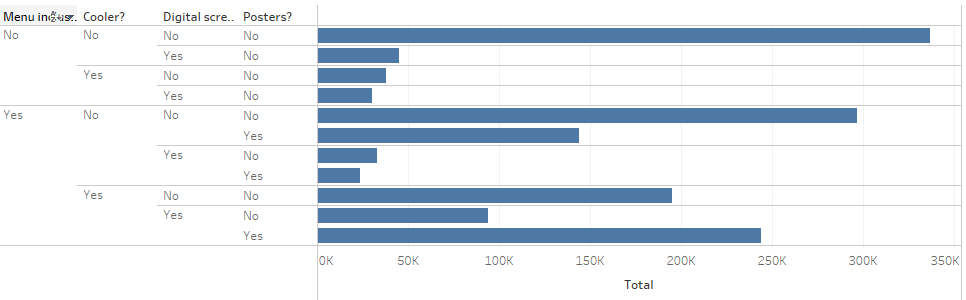 Menu in Cooler? Digital scre.. Posters?
No No No No
Yes No
Yes No No
Yes No
Yes No No No
Yes
Yes No
Yes
Yes No No
Yes No
Yes
0K 50K 100K 150K 200K 250K 300K 350K
Total